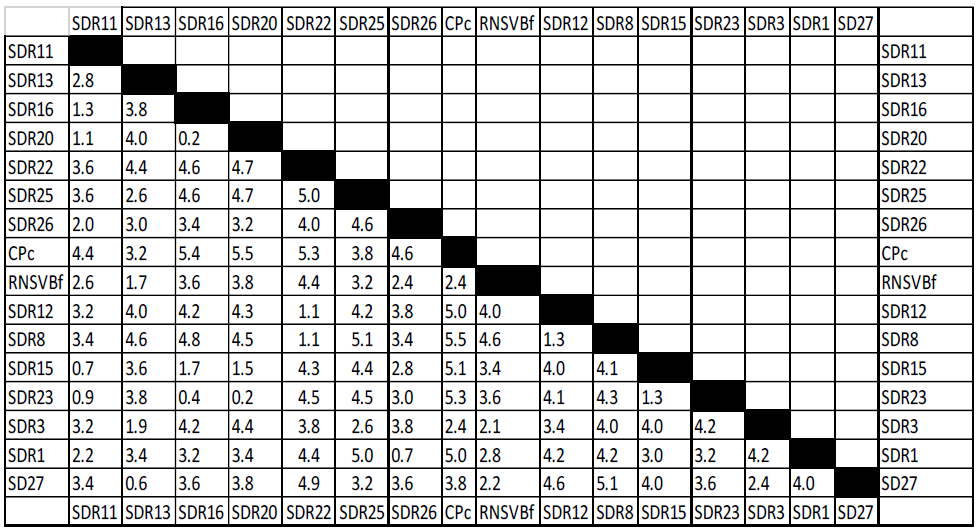 SDR11 SDR13 SDR16 SDR20 SDR22 SDR25 SDR26 CPc RNSVBf SDR12 SDR8 SDR15 SDR23 SDR3 SDR1 SD27
SDR11 SDR11
SDR13 2.8 SDR13
SDR16 1.3 3.8 SDR16
SDR20 1.1 4.0 0.2 SDR20
SDR22 3.6 4.4 4.6 4.7 SDR22
SDR25 3.6 2.6 4.6 4.7 5.0 SDR25
SDR26 2.0 3.0 3.4 3.2 4.0 4.6 SDR26
CPc 4.4 3.2 5.4 5.5 5.3 3.8 4.6 CPc
RNSVBf 2.6 1.7 3.6 3.8 4.4 3.2 2.4 2.4 RNSVBf
SDR12 3.2 4.0 4.2 4.3 1.1 4.2 3.8 5.0 4.0 SDR12
SDR8 3.4 4.6 4.8 4.5 1.1 5.1 3.4 5.5 4.6 1.3 SDR8
SDR15 0.7 3.6 1.7 1.5 4.3 4.4 2.8 5.1 3.4 4.0 4.1 SDR15
SDR23 0.9 3.8 0.4 0.2 4.5 4.5 3.0 5.3 3.6 4.1 4.3 1.3 SDR23
SDR3 3.2 1.9 4.2 4.4 3.8 2.6 3.8 2.4 2.1 3.4 4.0 4.0 4.2 SDR3
SDR1 2.2 3.4 3.2 3.4 4.4 5.0 0.7 5.0 2.8 4.2 4.2 3.0 3.2 4.2 SDR1
SD27 3.4 0.6 3.6 3.8 4.9 3.2 3.6 3.8 2.2 4.6 5.1 4.0 3.6 2.4 4.0 SD27
SDR11 SDR13 SDR16 SDR20 SDR22 SDR25 SDR26 CPc RNSVBf SDR12 SDR8 SDR15 SDR23 SDR3 SDR1 SD27